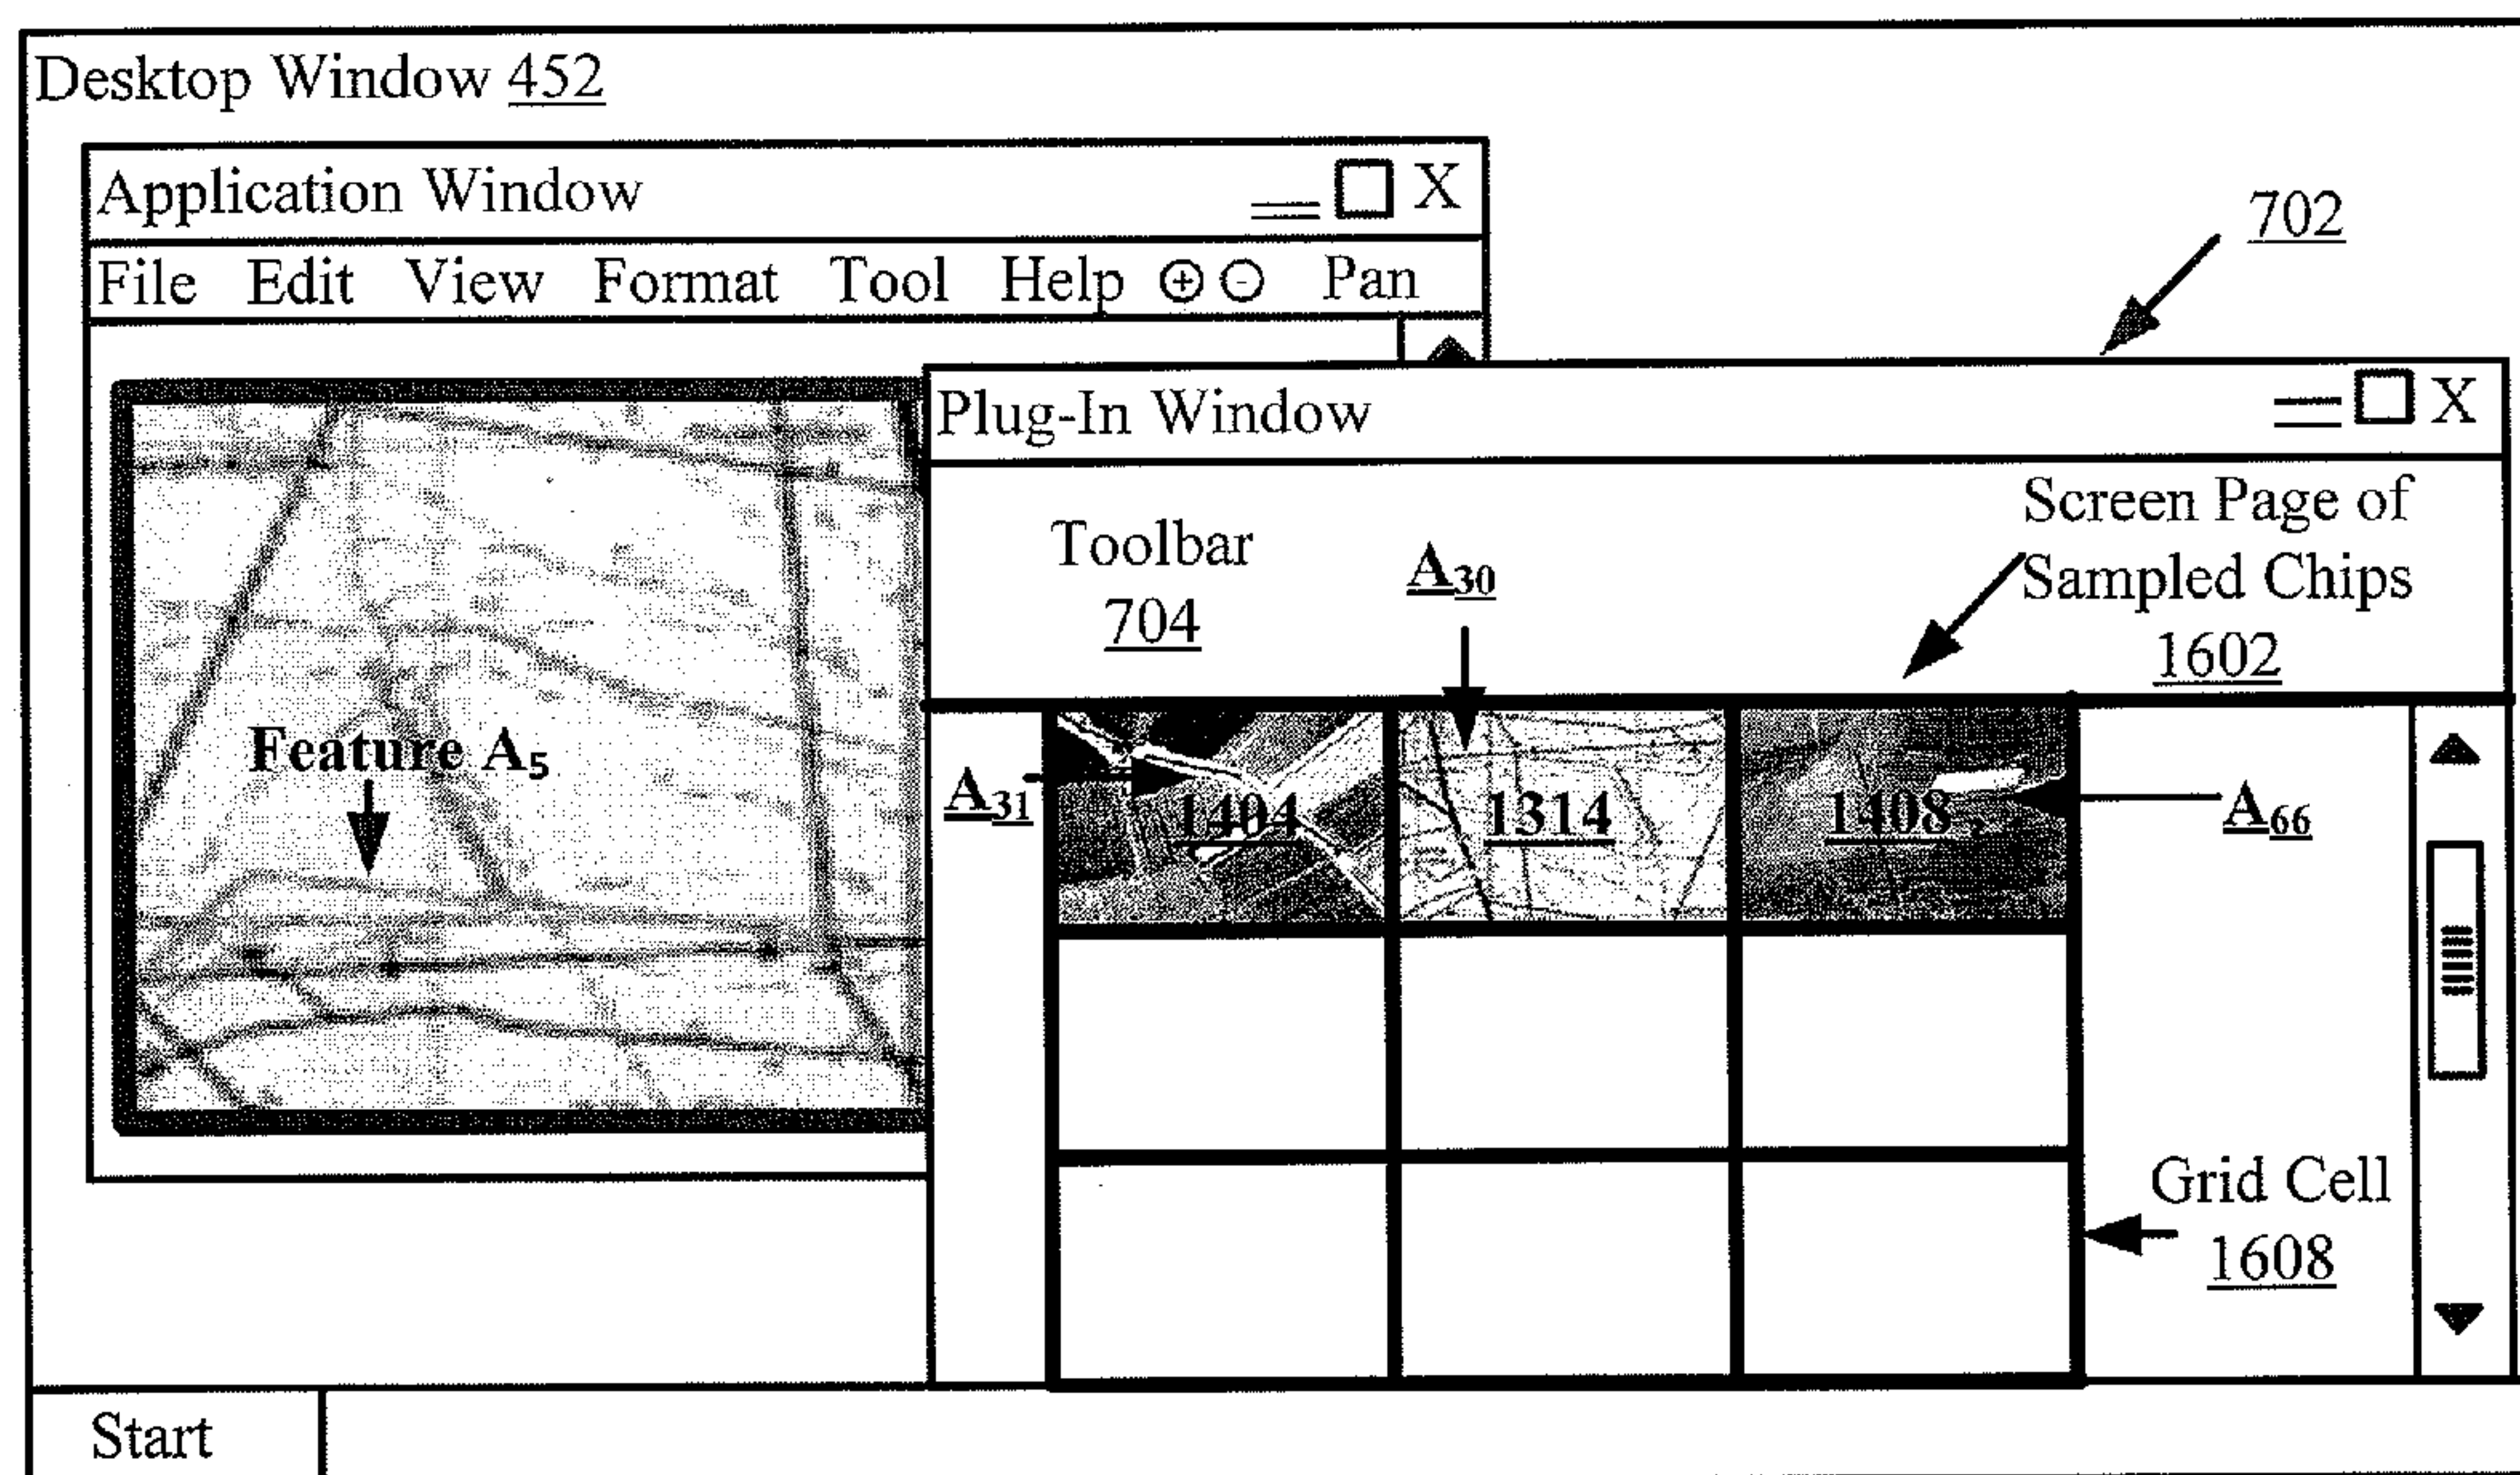 Desktop Window 452
Application Window X
File Edit View Format Tool Help + - Pan
702
Plug-In Window X
Screen Page of
Sampled Chips
1602
Toolbar
704
A30
Feature A5
A31
1404
1314
1408
A66
Grid Cell
1608
Start